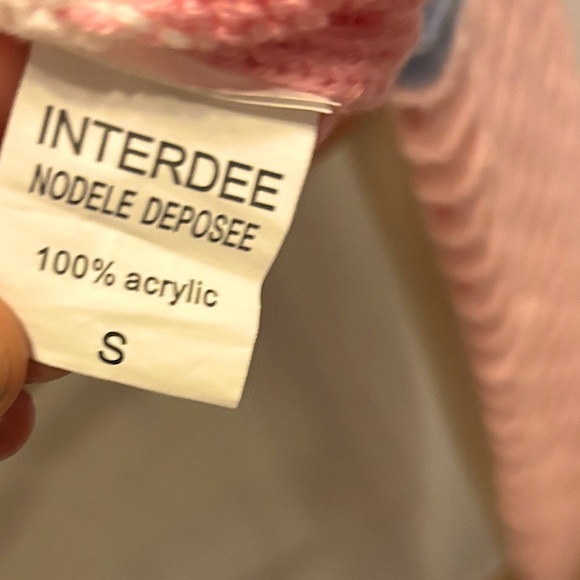 INTERDEE
NODELE DEPOSEE
100% acrylic
S